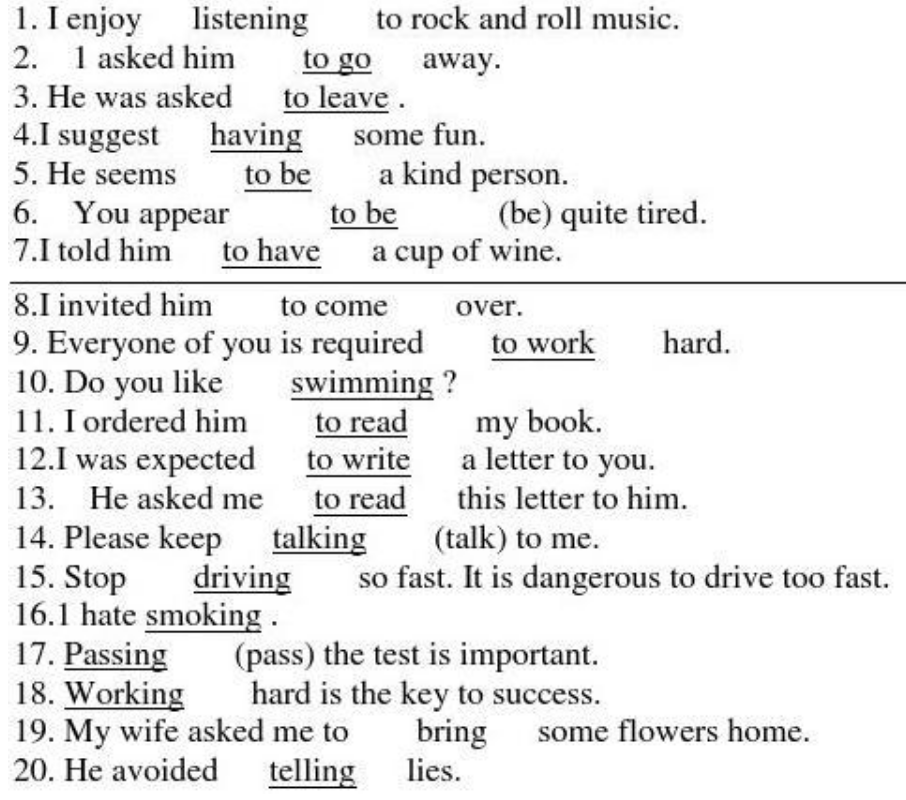 1. I enjoy listening to rock and roll music.
2. 1 asked him to go away.
3. He was asked to leave .
4.I suggest having some fun.
5. He seems to be a kind person.
6. You appear to be (be) quite tired.
7.I told him to have a cup of wine.
8.I invited him to come over.
9. Everyone of you is required to work hard.
10. Do you like swimming ?
11. I ordered him to read my book.
12.I was expected to write a letter to you.
13. He asked me to read this letter to him.
14. Please keep talking (talk) to me.
15. Stop driving so fast. It is dangerous to drive too fast.
16.1 hate smoking .
17. Passing (pass) the test is important.
18. Working hard is the key to success.
19. My wife asked me to bring some flowers home.
20. He avoided telling lies.